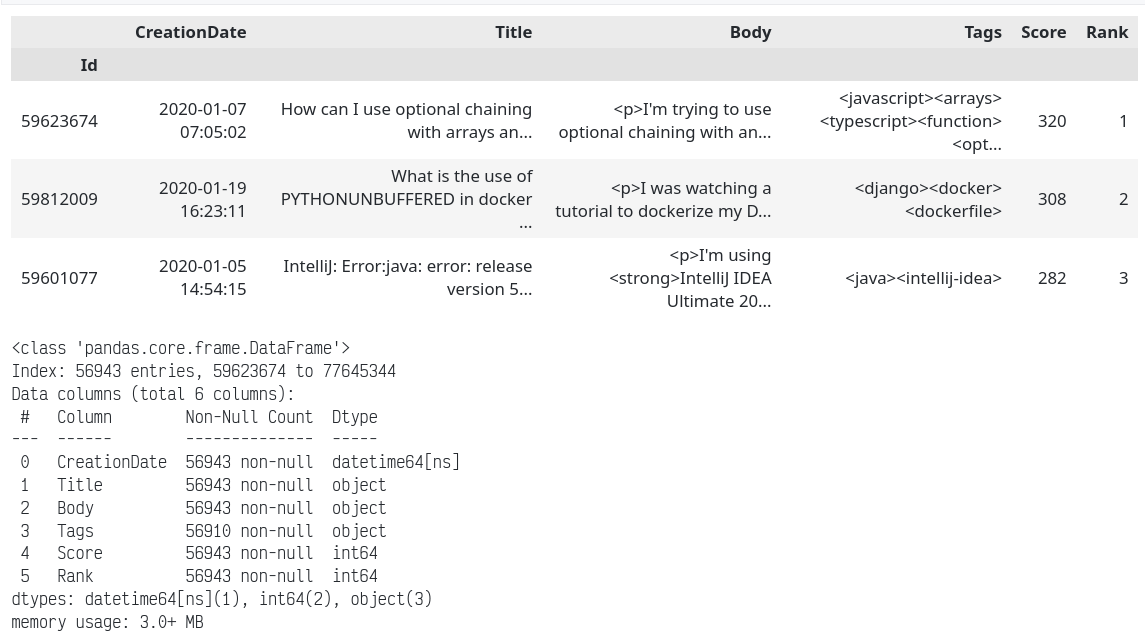 CreationDate Title Body Tags Score Rank
Id
59623674 2020-01-07 07:05:02 How can I use optional chaining with arrays an... <p>I'm trying to use optional chaining with an... <javascript><arrays><typescript><function><opt... 320 1
59812009 2020-01-19 16:23:11 What is the use of PYTHONUNBUFFERED in docker ... <p>I was watching a tutorial to dockerize my D... <django><docker><dockerfile> 308 2
59601077 2020-01-05 14:54:15 IntelliJ: Error:java: error: release version 5... <p>I'm using <strong>IntelliJ IDEA Ultimate 20... <java><intellij-idea> 282 3
<class 'pandas.core.frame.DataFrame'>
Index: 56943 entries, 59623674 to 77645344
Data columns (total 6 columns):
 #   Column        Non-Null Count  Dtype
---  ------        --------------  -----
 0   CreationDate  56943 non-null  datetime64[ns]
 1   Title         56943 non-null  object
 2   Body          56943 non-null  object
 3   Tags          56910 non-null  object
 4   Score         56943 non-null  int64
 5   Rank          56943 non-null  int64
dtypes: datetime64[ns](1), int64(2), object(3)
memory usage: 3.0+ MB